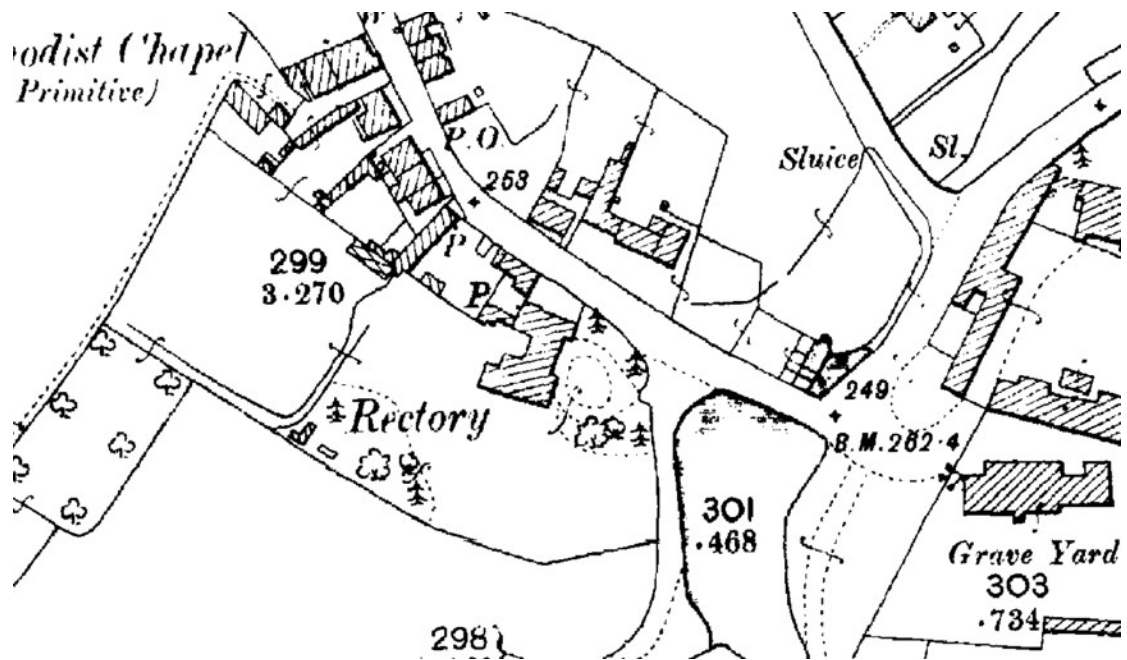 odist Chapel
Primitive)
P.O.
253
Sluice
Sl.
299
3.270
P
P
249
Rectory
B.M.262.4
301
.468
Grave Yard
303
.734
298